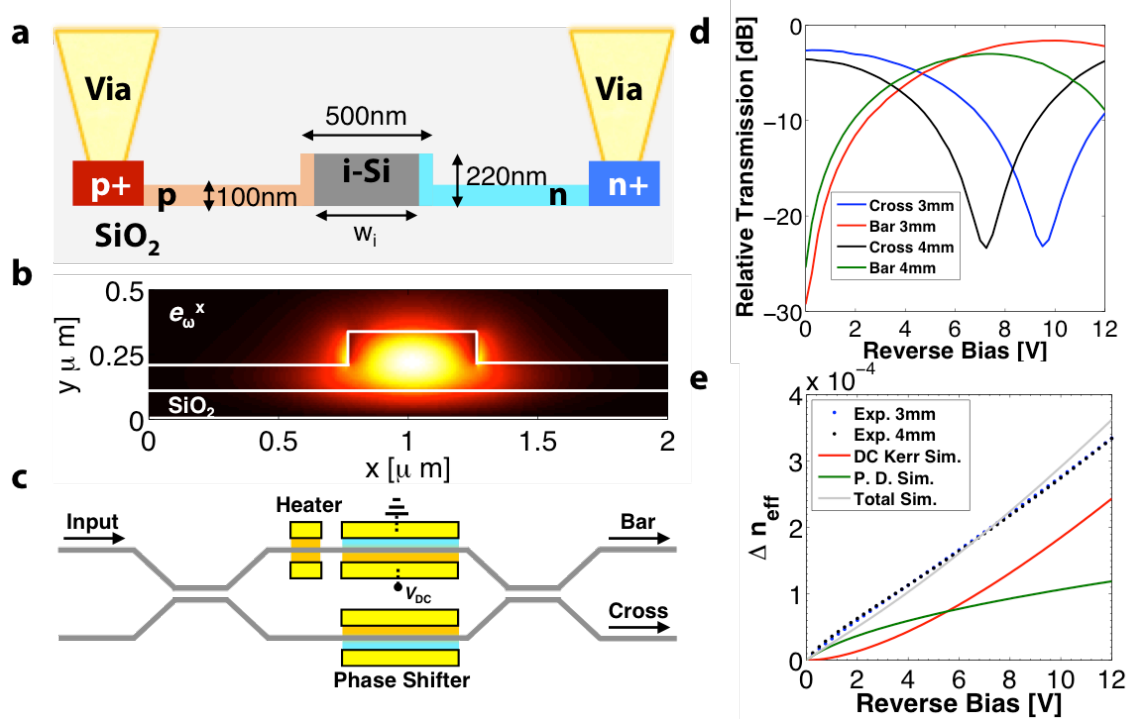 a
Via
Via
500nm
i-Si
220nm
p+
p
100nm
n
n+
SiO2
wi
b
0.5
eωx
0.25
y μ m]
SiO2
0
0
0.5
1
1.5
2
x [μ m]
c
Heater
Input
Bar
VDC
Cross
Phase Shifter
d
Relative Transmission [dB]
0
−10
−20
−30
Cross 3mm
Bar 3mm
Cross 4mm
Bar 4mm
0
2
4
6
8
10
12
Reverse Bias [V]
e
x 10−4
4
3
2
1
0
Δ neff
Exp. 3mm
Exp. 4mm
DC Kerr Sim.
P. D. Sim.
Total Sim.
0
2
4
6
8
10
12
Reverse Bias [V]